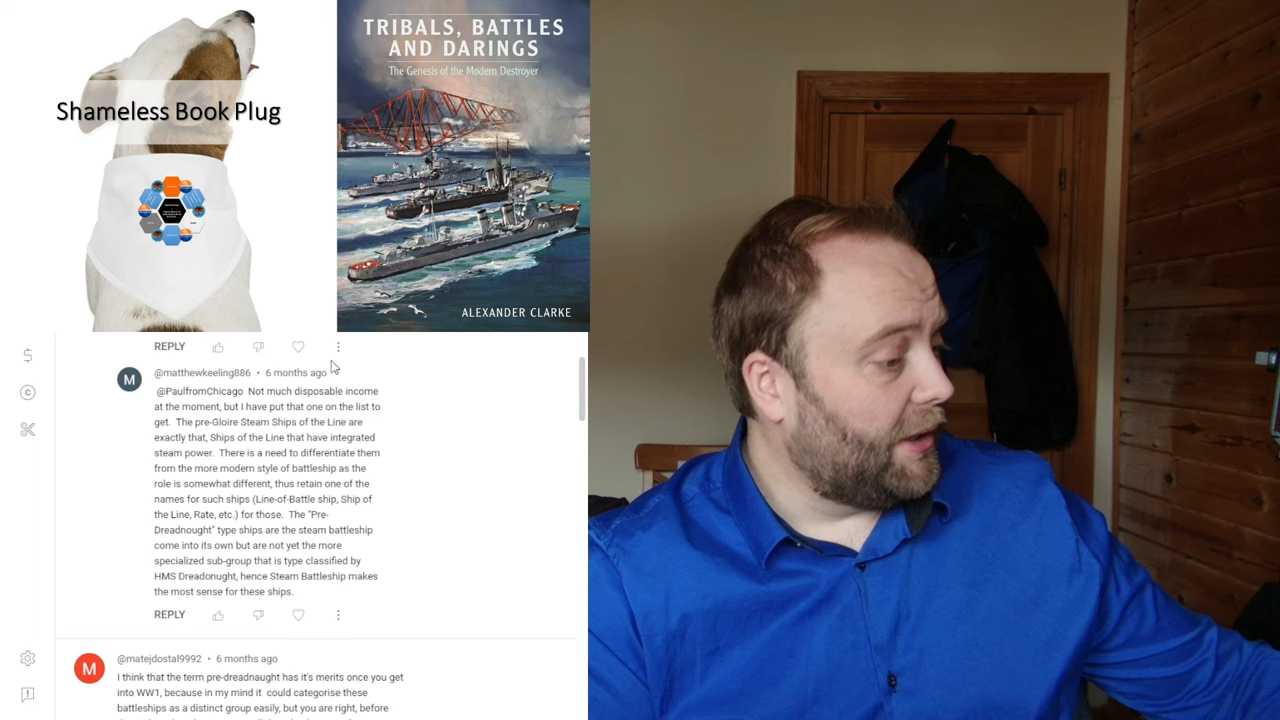 Shameless Book Plug
TRIBALS, BATTLES
AND DARINGS
The Genesis of the Modern Destroyer
ALEXANDER CLARKE
REPLY
M
@matthewkeeling886 • 6 months ago
@PaulfromChicago Not much disposable income
at the moment, but I have put that one on the list to
get. The pre-Gloire Steam Ships of the Line are
exactly that, Ships of the Line that have integrated
steam power. There is a need to differentiate them
from the more modern style of battleship as the
role is somewhat different, thus retain one of the
names for such ships (Line-of-Battle ship, Ship of
the Line, Rate, etc.) for those. The "Pre-
Dreadnought" type ships are the steam battleship
come into its own but are not yet the more
specialized sub-group that is type classified by
HMS Dreadonught, hence Steam Battleship makes
the most sense for these ships.
REPLY
M
@matejdostal9992 • 6 months ago
I think that the term pre-dreadnaught has it's merits once you get
into WW1, because in my mind it could categorise these
battleships as a distinct group easily, but you are right, before